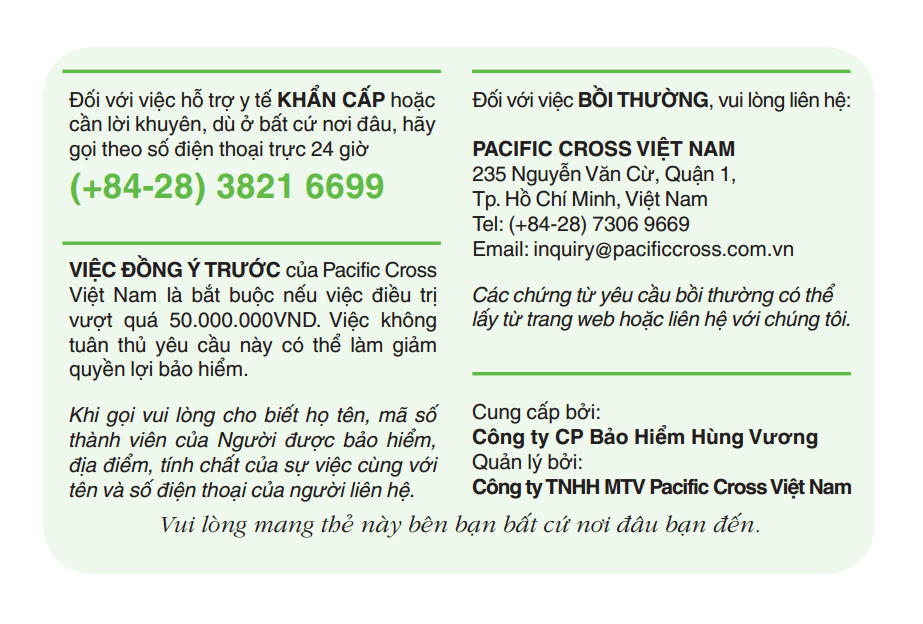 Đối với việc hỗ trợ y tế KHẨN CẤP hoặc
cần lời khuyên, dù ở bất cứ nơi đâu, hãy
gọi theo số điện thoại trực 24 giờ
(+84-28) 3821 6699
VIỆC ĐỒNG Ý TRƯỚC của Pacific Cross
Việt Nam là bắt buộc nếu việc điều trị
vượt quá 50.000.000VND. Việc không
tuân thủ yêu cầu này có thể làm giảm
quyền lợi bảo hiểm.
Khi gọi vui lòng cho biết họ tên, mã số
thành viên của Người được bảo hiểm,
địa điểm, tính chất của sự việc cùng với
tên và số điện thoại của người liên hệ.
Đối với việc BỒI THƯỜNG, vui lòng liên hệ:
PACIFIC CROSS VIỆT NAM
235 Nguyễn Văn Cừ, Quận 1,
Tp. Hồ Chí Minh, Việt Nam
Tel: (+84-28) 7306 9669
Email: inquiry@pacificcross.com.vn
Các chứng từ yêu cầu bồi thường có thể
lấy từ trang web hoặc liên hệ với chúng tôi.
Cung cấp bởi:
Công ty CP Bảo Hiểm Hùng Vương
Quản lý bởi:
Công ty TNHH MTV Pacific Cross Việt Nam
Vui lòng mang thẻ này bên bạn bất cứ nơi đâu bạn đến.